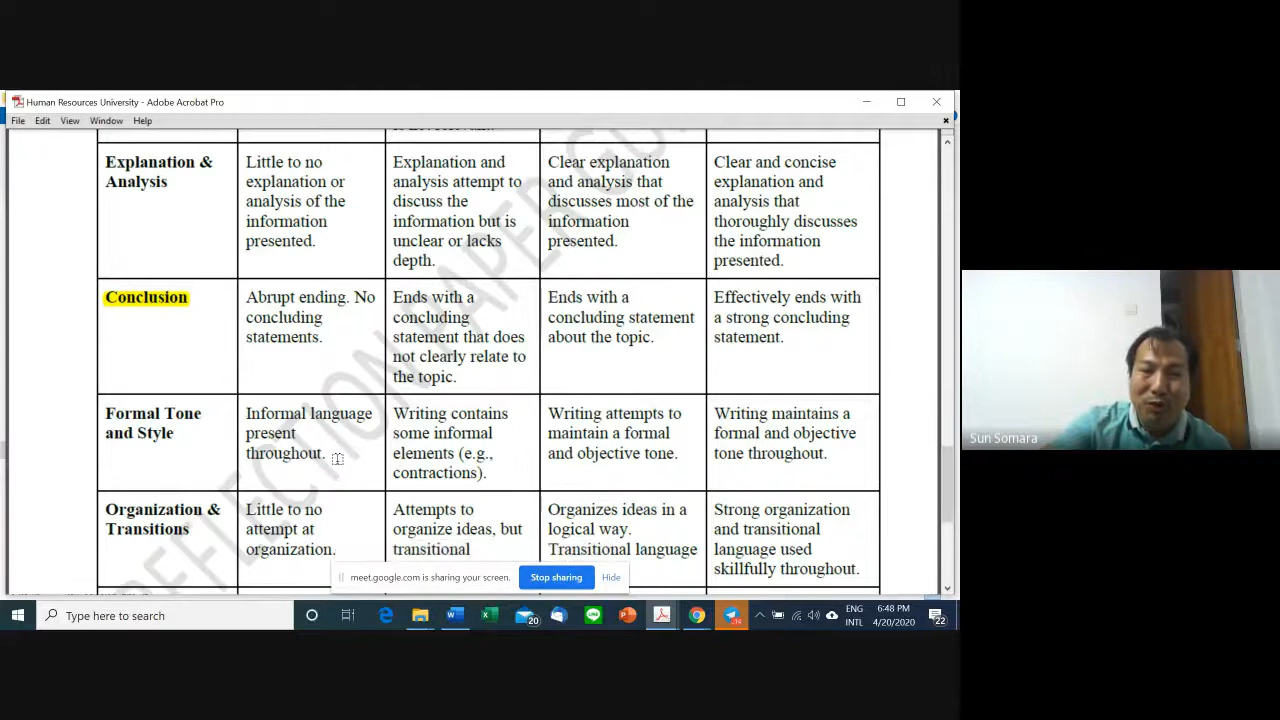 Human Resources University - Adobe Acrobat Pro
File Edit View Window Help
Explanation &
Analysis
Little to no
explanation or
analysis of the
information
presented.
Explanation and
analysis attempt to
discuss the
information but is
unclear or lacks
depth.
Clear explanation
and analysis that
discusses most of the
information
presented.
Clear and concise
explanation and
analysis that
thoroughly discusses
the information
presented.
Conclusion
Abrupt ending. No
concluding
statements.
Ends with a
concluding
statement that does
not clearly relate to
the topic.
Ends with a
concluding statement
about the topic.
Effectively ends with
a strong concluding
statement.
Formal Tone
and Style
Informal language
present
throughout.
Writing contains
some informal
elements (e.g.,
contractions).
Writing attempts to
maintain a formal
and objective tone.
Writing maintains a
formal and objective
tone throughout.
Organization &
Transitions
Little to no
attempt at
organization.
Attempts to
organize ideas, but
transitional
Organizes ideas in a
logical way.
Transitional language
Strong organization
and transitional
language used
skillfully throughout.
REFLECTION PAPER
meet.google.com is sharing your screen.
Stop sharing
Hide
Sun Somara
Type here to search
20
ENG
INTL
6:48 PM
4/20/2020
22